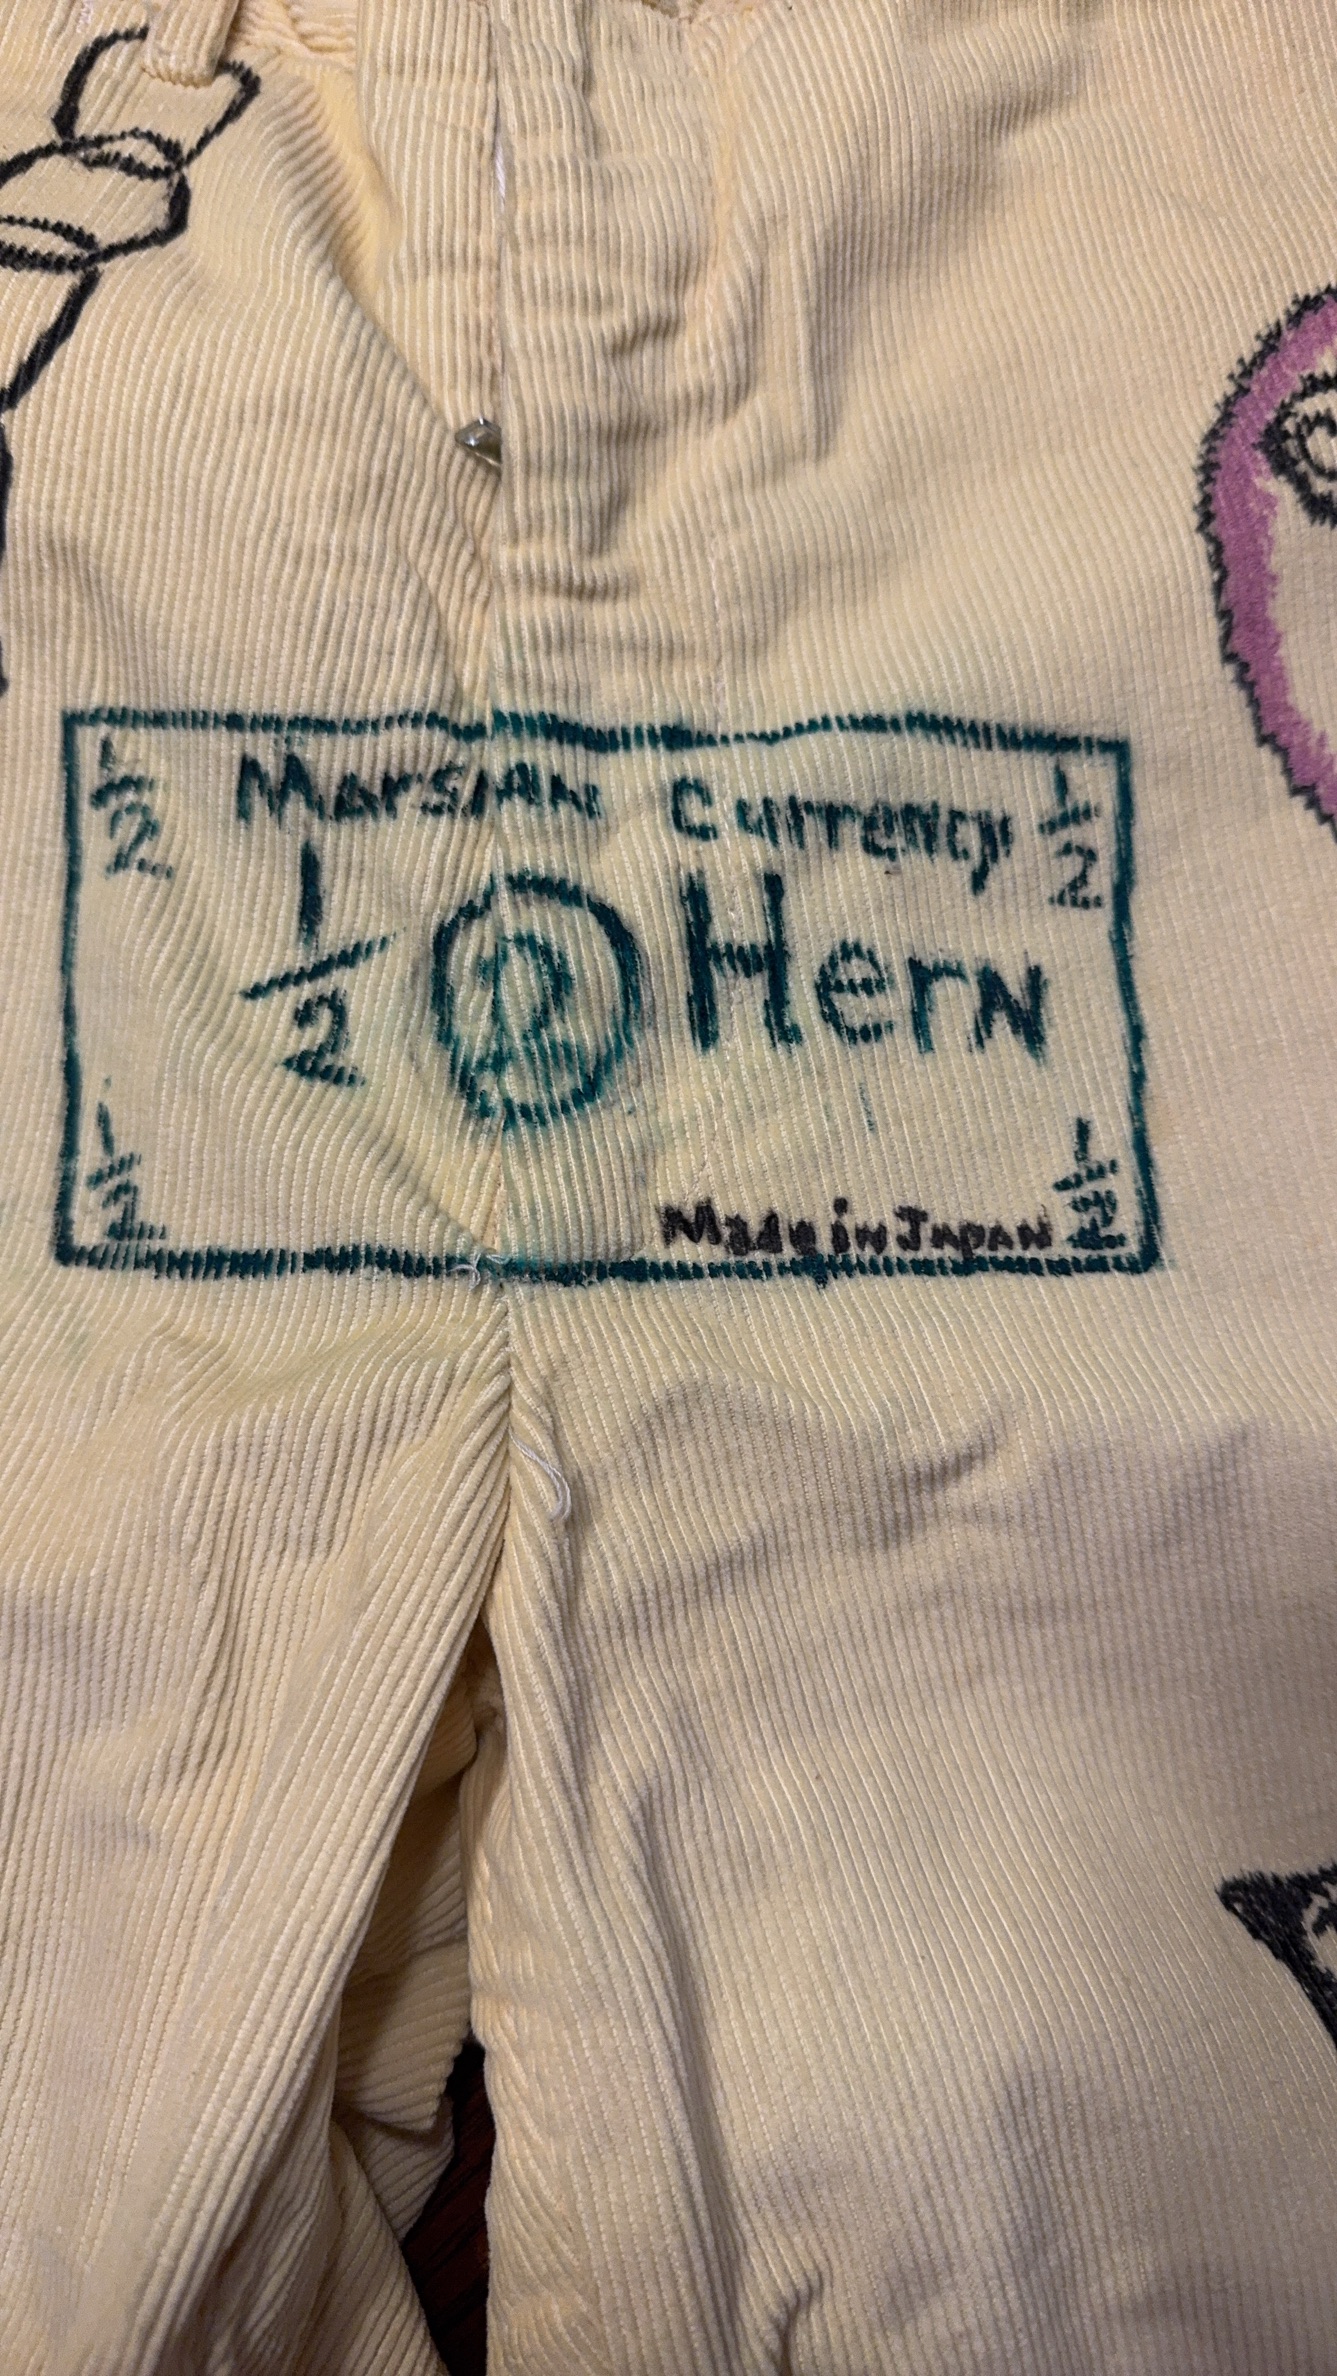 1/2 Marsian Currency 1/2
1/2 Hern
1/2 Made in Japan 1/2